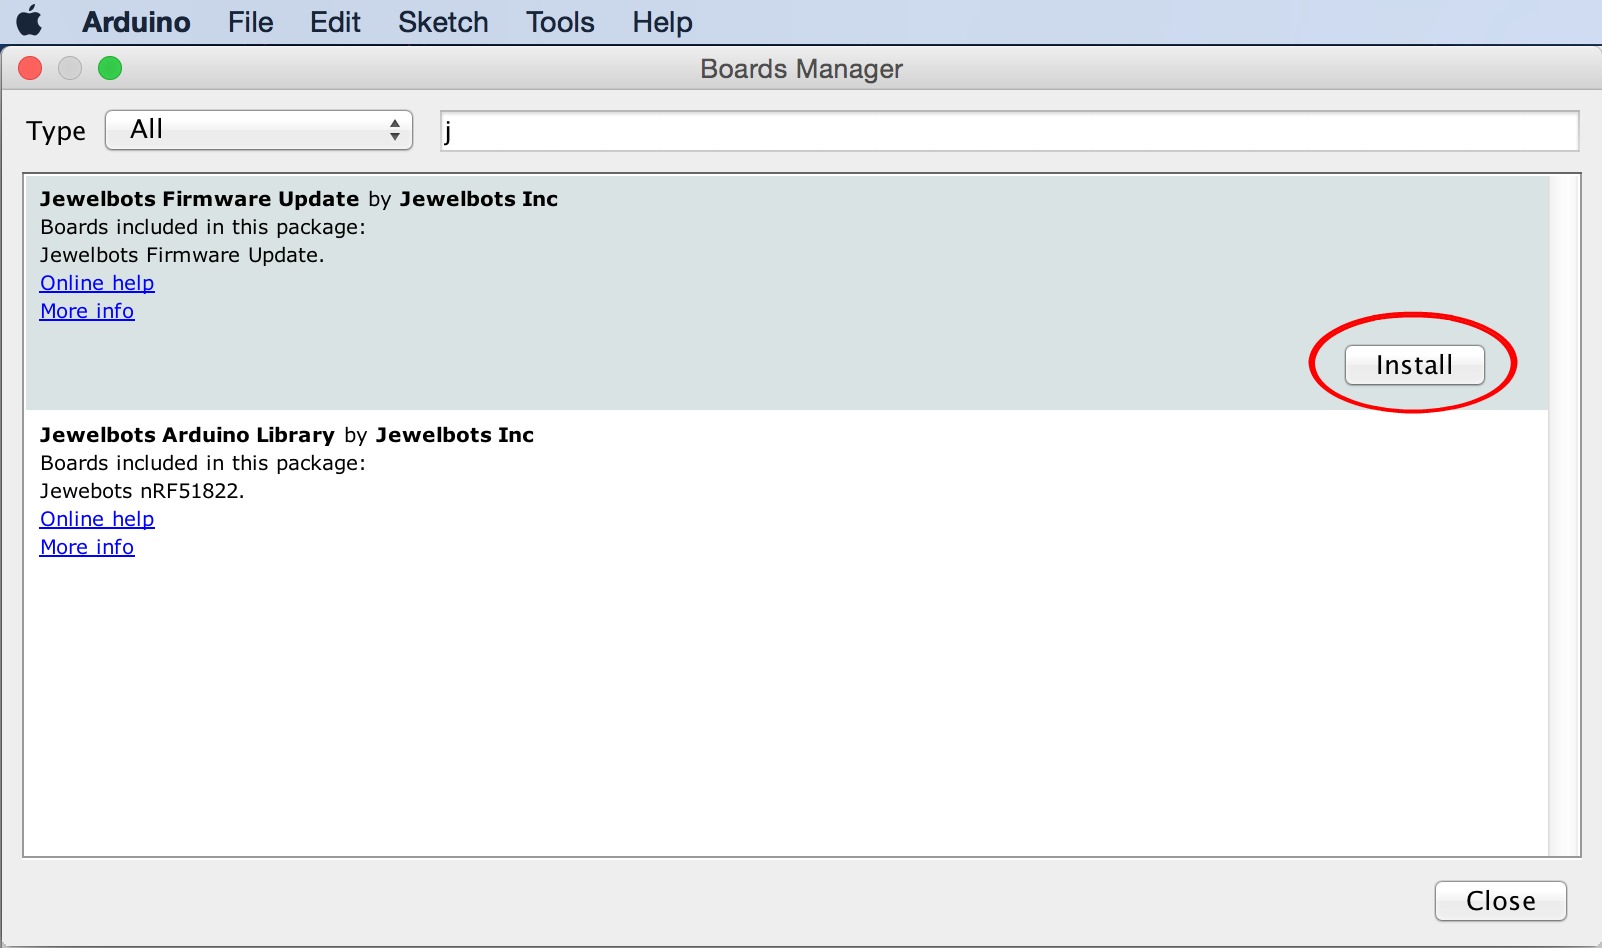 Arduino File Edit Sketch Tools Help
Boards Manager
Type All j
Jewelbots Firmware Update by Jewelbots Inc
Boards included in this package:
Jewelbots Firmware Update.
Online help
More info
Install
Jewelbots Arduino Library by Jewelbots Inc
Boards included in this package:
Jewebots nRF51822.
Online help
More info
Close